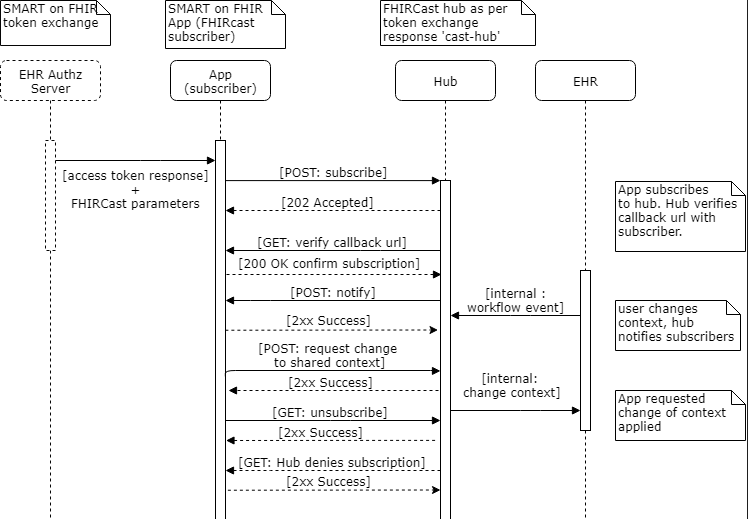 SMART on FHIR
token exchange
SMART on FHIR
App (FHIRcast
subscriber)
FHIRCast hub as per
token exchange
response 'cast-hub'
EHR Authz
Server
App
(subscriber)
Hub
EHR
[access token response]
+
FHIRCast parameters
[POST: subscribe]
[202 Accepted]
App subscribes
to hub. Hub verifies
callback url with
subscriber.
[GET: verify callback url]
[200 OK confirm subscription]
[POST: notify]
[internal :
workflow event]
[2xx Success]
user changes
context, hub
notifies subscribers
[POST: request change
to shared context]
[2xx Success]
[internal:
change context]
App requested
change of context
applied
[GET: unsubscribe]
[2xx Success]
[GET: Hub denies subscription]
[2xx Success]